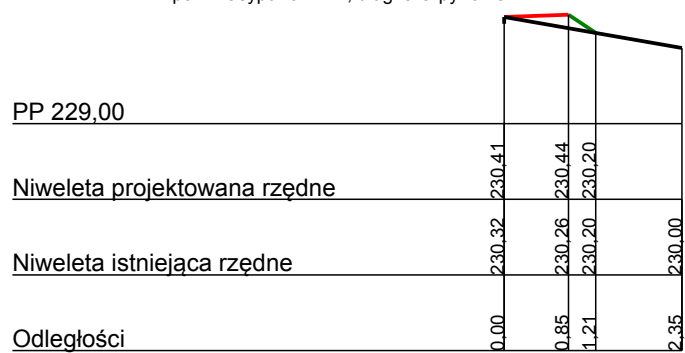 PP 229,00
Niweleta projektowana rzędne 230,41 230,44 230,20
Niweleta istniejąca rzędne 230,32 230,26 230,20 230,00
Odległości 0,00 0,85 1,21 2,35